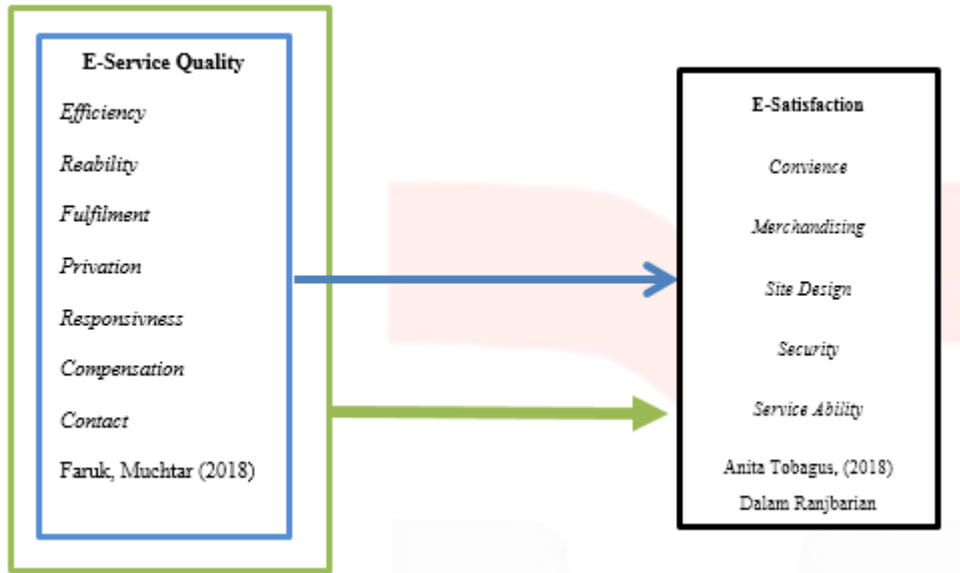 E-Service Quality
Efficiency
Reability
Fulfilment
Privation
Responsivness
Compensation
Contact
Faruk, Muchtar (2018)
E-Satisfaction
Convience
Merchandising
Site Design
Security
Service Ability
Anita Tobagus, (2018)
Dalam Ranjbarian